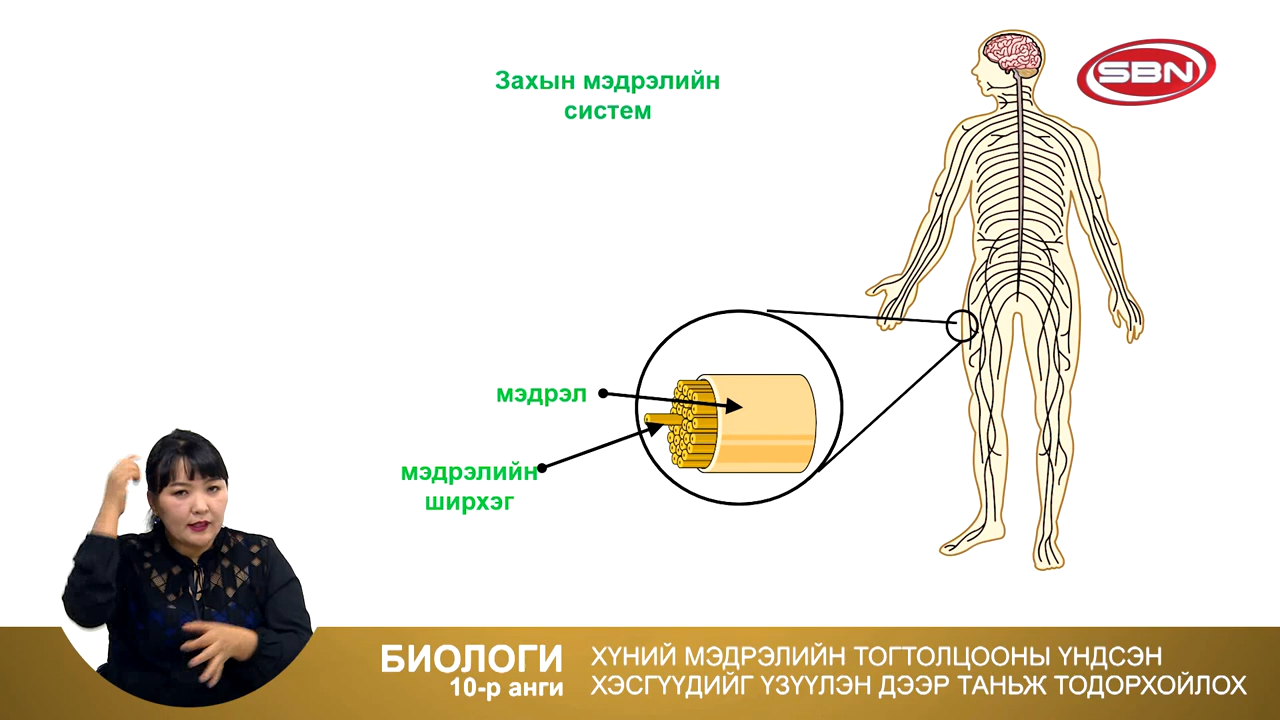 Захын мэдрэлийн
систем
SBN
мэдрэл
мэдрэлийн
ширхэг
БИОЛОГИ
10-р анги
ХҮНИЙ МЭДРЭЛИЙН ТОГТОЛЦООНЫ ҮНДСЭН
ХЭСГҮҮДИЙГ ҮЗҮҮЛЭН ДЭЭР ТАНЬЖ ТОДОРХОЙЛОХ